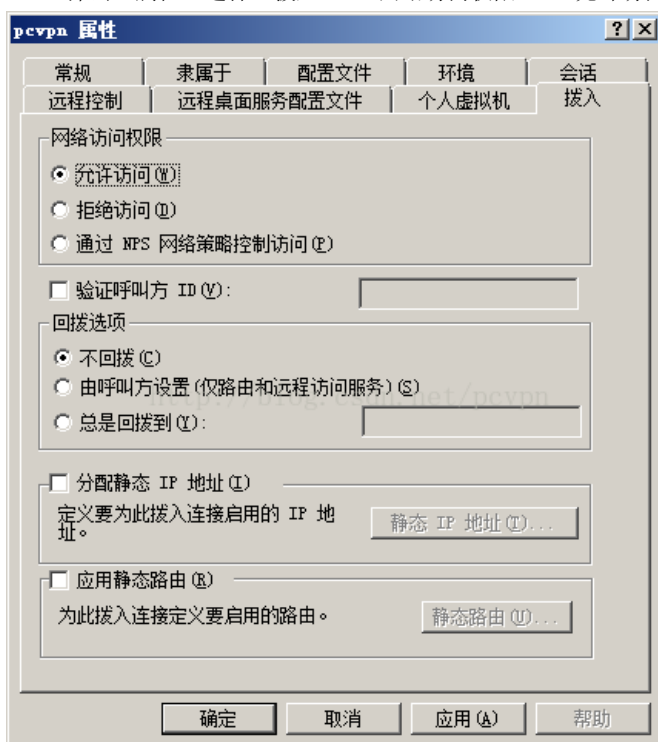 pcvpn 属性
常规 隶属于 配置文件 环境 会话
远程控制 远程桌面服务配置文件 个人虚拟机 拨入
网络访问权限
允许访问(W)
拒绝访问(D)
通过 NPS 网络策略控制访问(P)
验证呼叫方 ID(V):
回拨选项
不回拨(C)
由呼叫方设置(仅路由和远程访问服务)(S)
http://blog.csdn.net/pcvpn
总是回拨到(Y):
分配静态 IP 地址(I)
定义要为此拨入连接启用的 IP 地
址。
静态 IP 地址(T)...
应用静态路由(R)
为此拨入连接定义要启用的路由。
静态路由(U)...
确定 取消 应用(A) 帮助